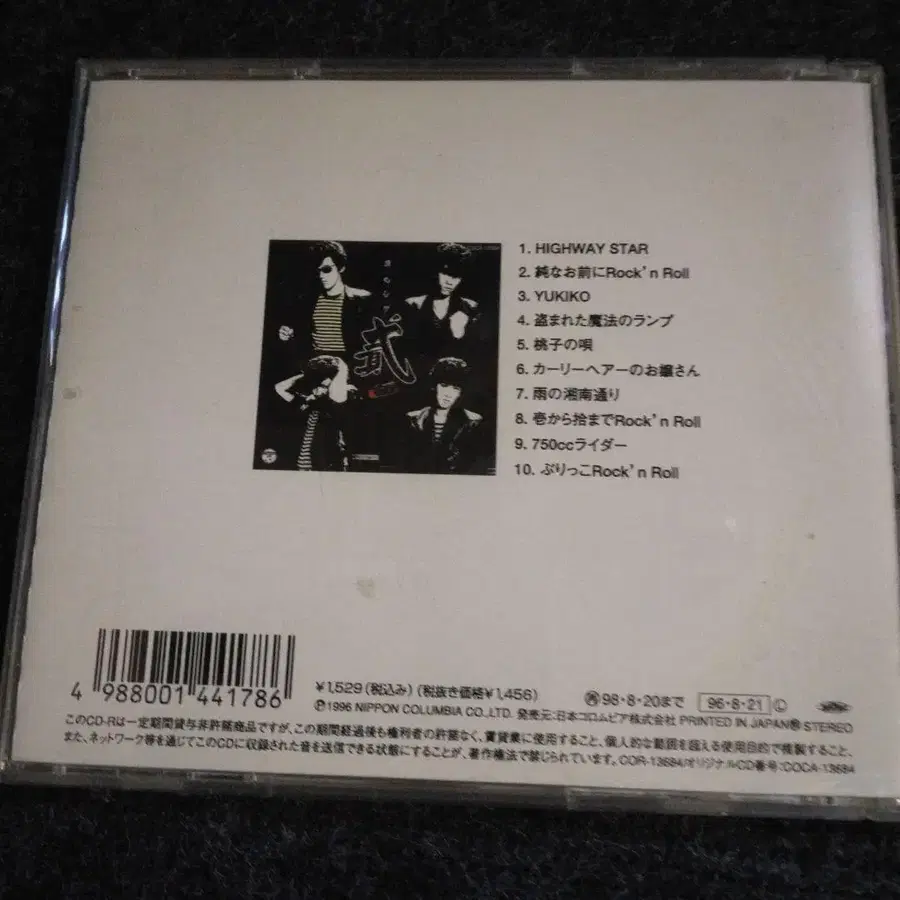 弐
1. HIGHWAY STAR
2. 純なお前にRock'n Roll
3. YUKIKO
4. 盗まれた魔法のランプ
5. 桃子の唄
6. カーリーヘアーのお嬢さん
7. 雨の湘南通り
8. 壱から拾までRock'n Roll
9. 750ccライダー
10. ぶりっこRock'n Roll
4 988001 441786
¥1,529(税込み)(税抜き価格¥1,456)
Ⓟ1996 NIPPON COLUMBIA CO.,LTD. 発売元:日本コロムビア株式会社 PRINTED IN JAPAN STEREO
98・8・20まで
96・8・21 Ⓛ
このCD-Rは一定期間貸与非許諾商品ですが、この期間経過後も権利者の許諾なく、賃貸業に使用すること、個人的な範囲を超える使用目的で複製すること、
また、ネットワーク等を通じてこのCDに収録された音を送信できる状態にすることが、著作権法で禁じられています。COR-13684/オリジナルCD番号:COCA-13684